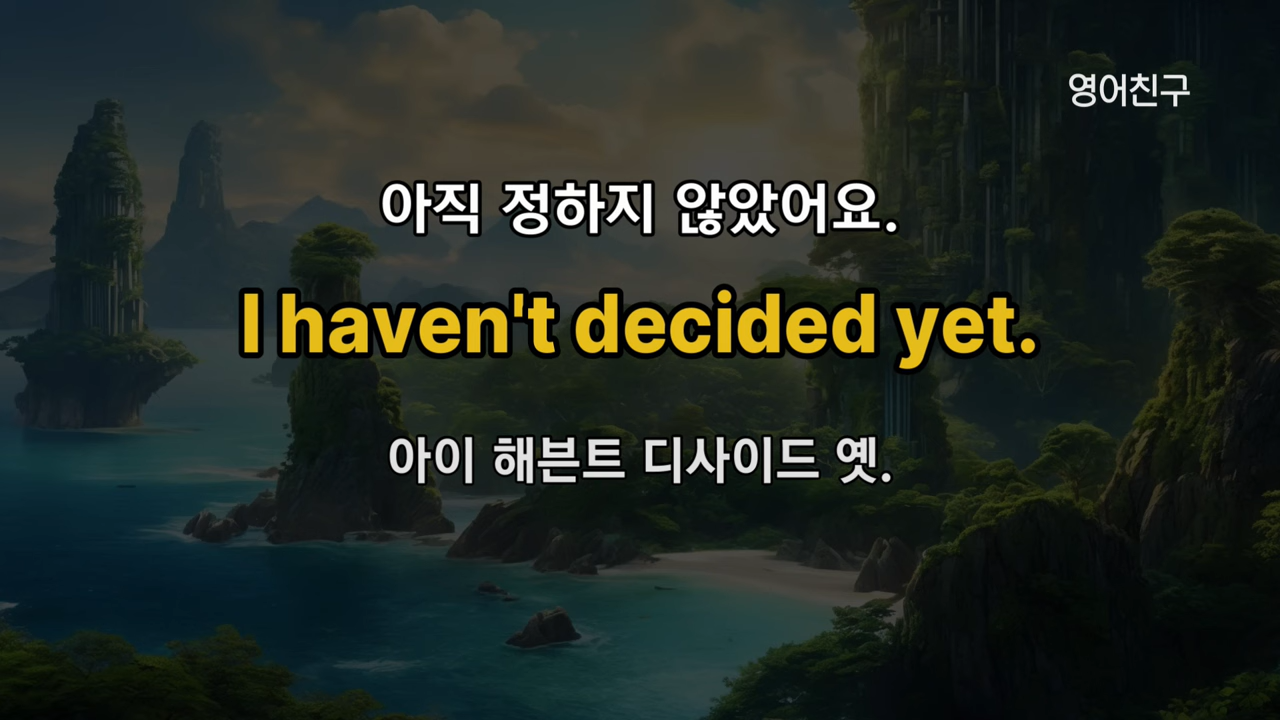 영어친구
아직 정하지 않았어요.
I haven't decided yet.
아이 해븐트 디사이드 옛.